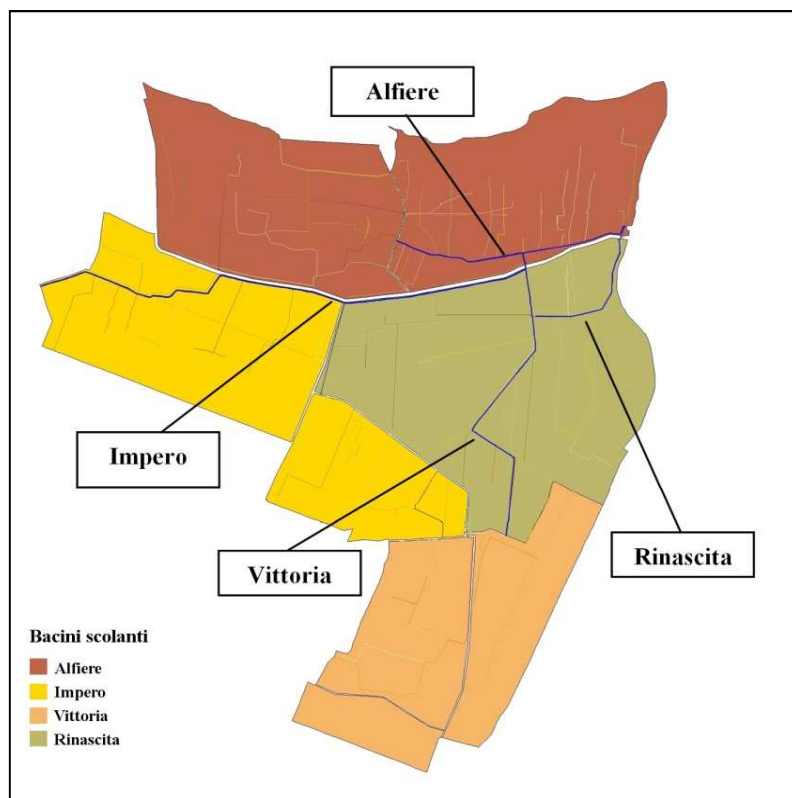 Alfiere
Impero
Vittoria
Rinascita
Bacini scolanti
Alfiere
Impero
Vittoria
Rinascita